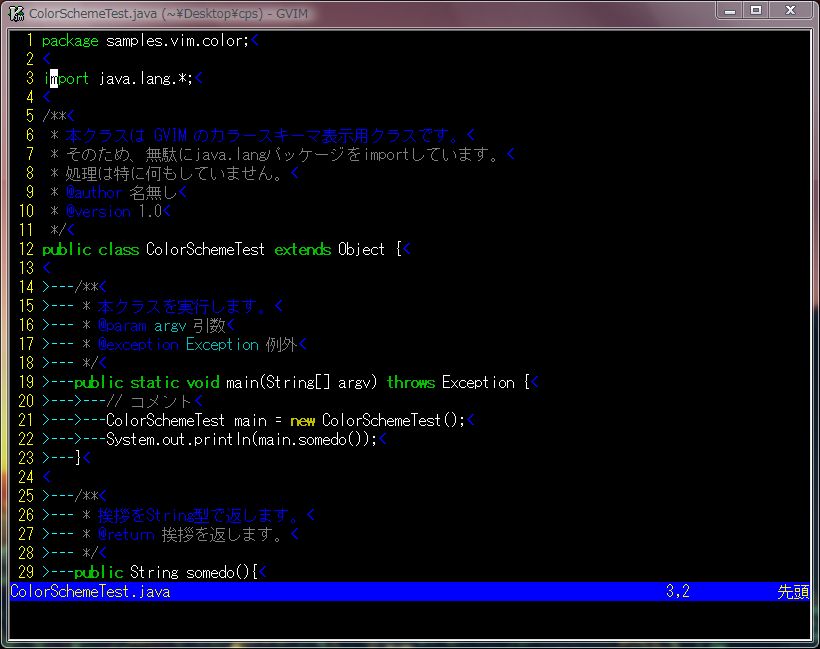 ColorSchemeTest.java (~¥Desktop¥cps) - GVIM
1 package samples.vim.color;<
2 <
3 import java.lang.*;<
4 <
5 /**<
6  * 本クラスは GVIM のカラースキーマ表示用クラスです。<
7  * そのため、無駄にjava.langパッケージをimportしています。<
8  * 処理は特に何もしていません。<
9  * @author 名無し<
10  * @version 1.0<
11  */<
12 public class ColorSchemeTest extends Object {<
13 <
14 >---/**<
15 >--- * 本クラスを実行します。<
16 >--- * @param argv 引数<
17 >--- * @exception Exception 例外<
18 >--- */<
19 >---public static void main(String[] argv) throws Exception {<
20 >--->---// コメント<
21 >--->---ColorSchemeTest main = new ColorSchemeTest();<
22 >--->---System.out.println(main.somedo());<
23 >---}<
24 <
25 >---/**<
26 >--- * 挨拶をString型で返します。<
27 >--- * @return 挨拶を返します。<
28 >--- */<
29 >---public String somedo(){<
ColorSchemeTest.java 3,2 先頭